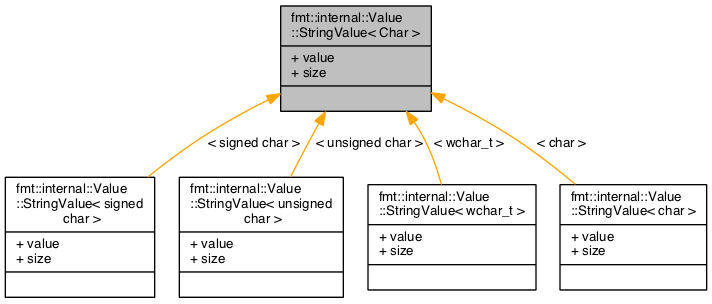 fmt::internal::Value
::StringValue< Char >
+ value
+ size
< signed char >
< unsigned char >
< wchar_t >
< char >
fmt::internal::Value
::StringValue< signed
char >
+ value
+ size
fmt::internal::Value
::StringValue< unsigned
char >
+ value
+ size
fmt::internal::Value
::StringValue< wchar_t >
+ value
+ size
fmt::internal::Value
::StringValue< char >
+ value
+ size